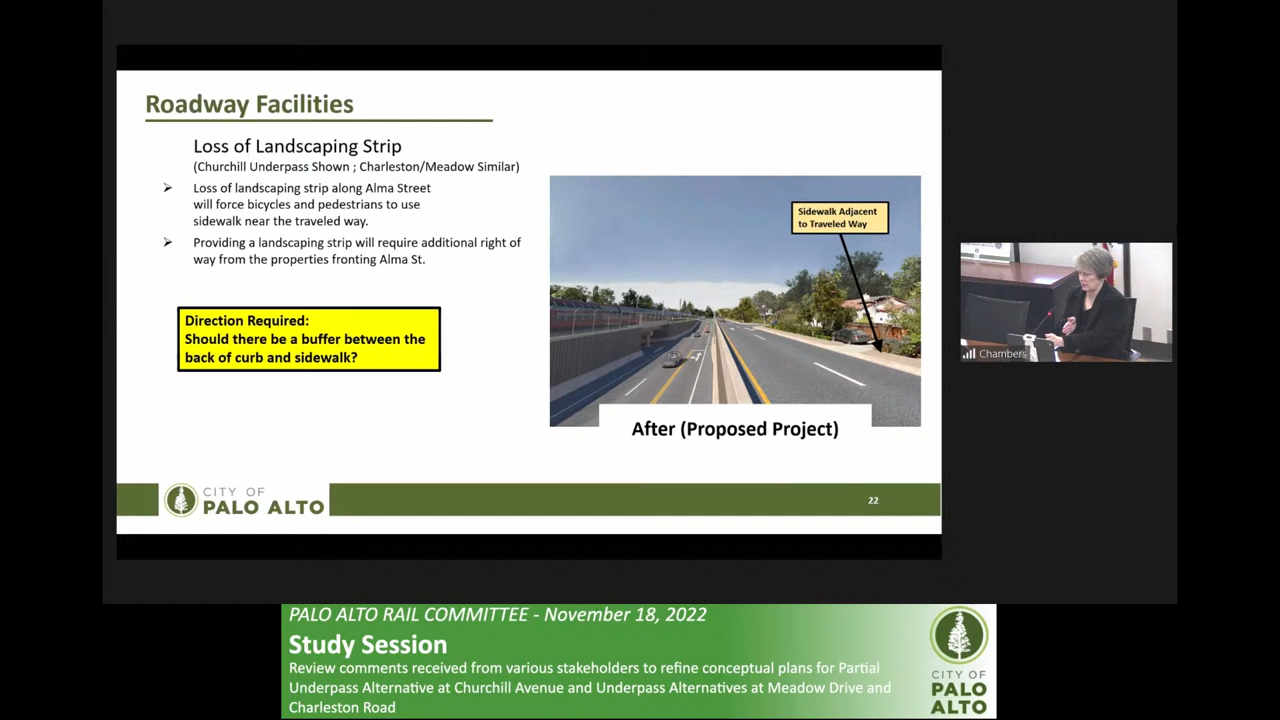 Roadway Facilities
Loss of Landscaping Strip
(Churchill Underpass Shown ; Charleston/Meadow Similar)
➢ Loss of landscaping strip along Alma Street
will force bicycles and pedestrians to use
sidewalk near the traveled way.
➢ Providing a landscaping strip will require additional right of
way from the properties fronting Alma St.
Direction Required:
Should there be a buffer between the
back of curb and sidewalk?
Sidewalk Adjacent
to Traveled Way
After (Proposed Project)
CITY OF
PALO ALTO
22
Chambers
PALO ALTO RAIL COMMITTEE - November 18, 2022
Study Session
Review comments received from various stakeholders to refine conceptual plans for Partial
Underpass Alternative at Churchill Avenue and Underpass Alternatives at Meadow Drive and
Charleston Road
CITY OF
PALO
ALTO